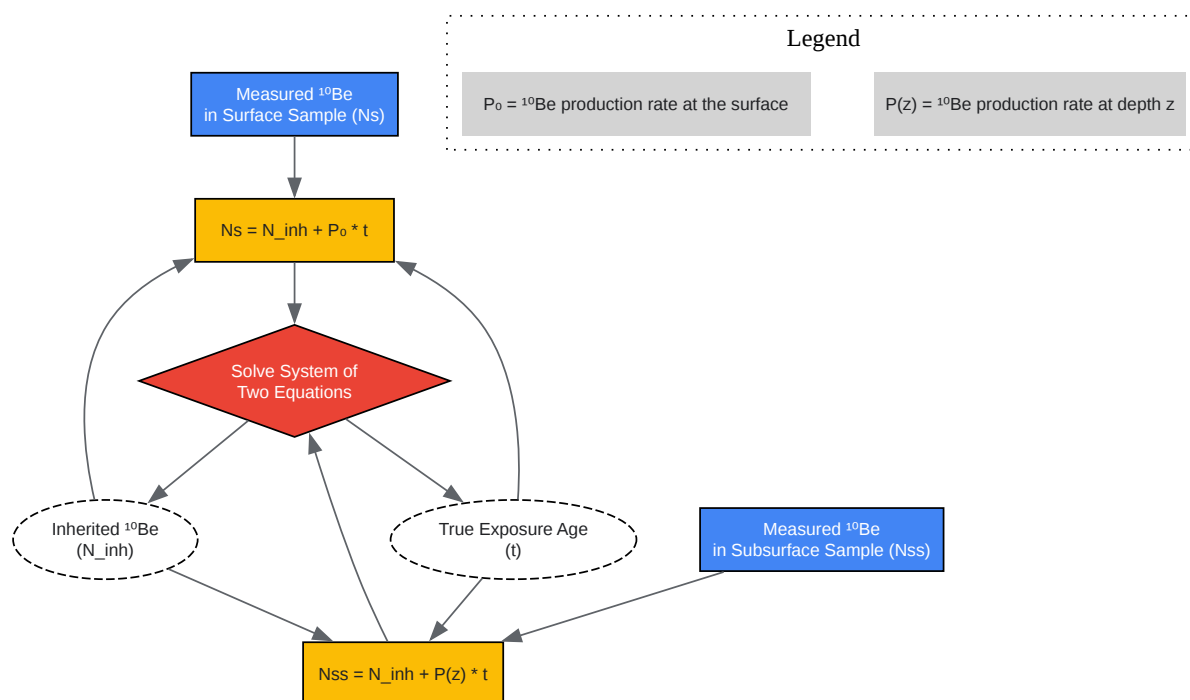 Legend
P₀ = ¹⁰Be production rate at the surface
P(z) = ¹⁰Be production rate at depth z
Measured ¹⁰Be
in Surface Sample (Ns)
Ns = N_inh + P₀ * t
Solve System of
Two Equations
Inherited ¹⁰Be
(N_inh)
True Exposure Age
(t)
Measured ¹⁰Be
in Subsurface Sample (Nss)
Nss = N_inh + P(z) * t